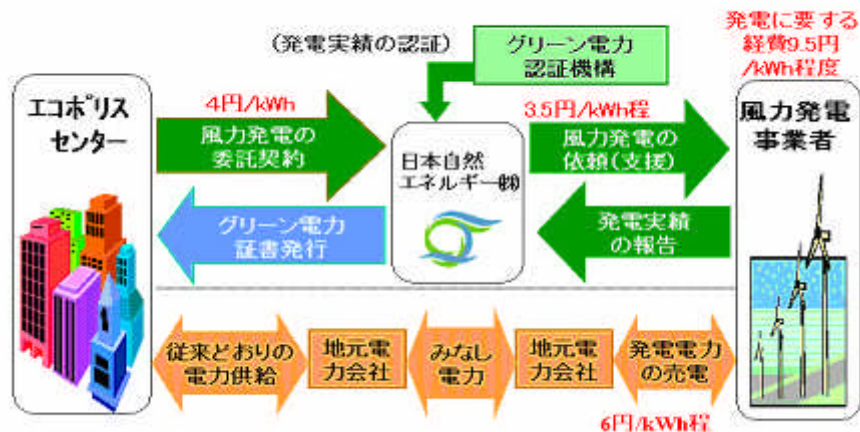 発電に要する
経費9.5円
/kWh程度
(発電実績の認証)
グリーン電力
認証機構
エコポリス
センター
4円/kWh
風力発電の
委託契約
日本自然
エネルギー㈱
3.5円/kWh程
風力発電の
依頼(支援)
風力発電
事業者
グリーン電力
証書発行
発電実績
の報告
従来どおりの
電力供給
地元電
力会社
みなし
電力
地元電
力会社
発電電力
の売電
6円/kWh程